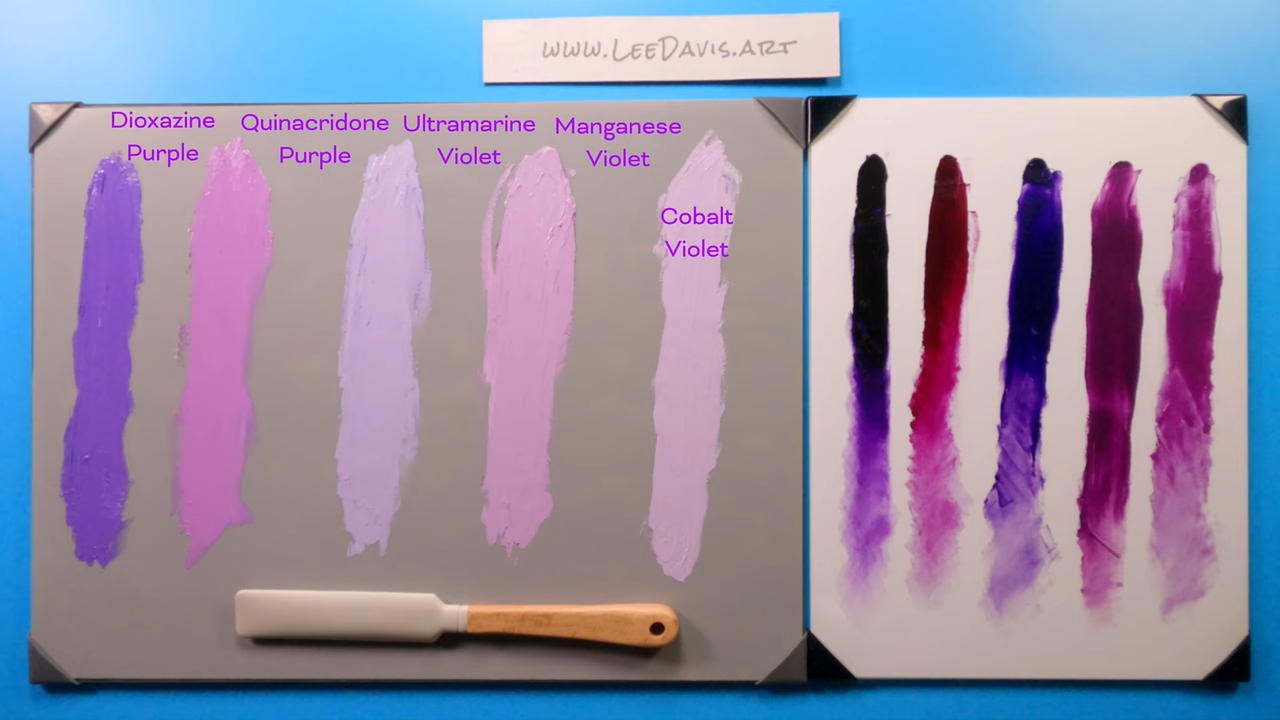 www.LeeDavis.art
Dioxazine
Purple
Quinacridone
Purple
Ultramarine
Violet
Manganese
Violet
Cobalt
Violet